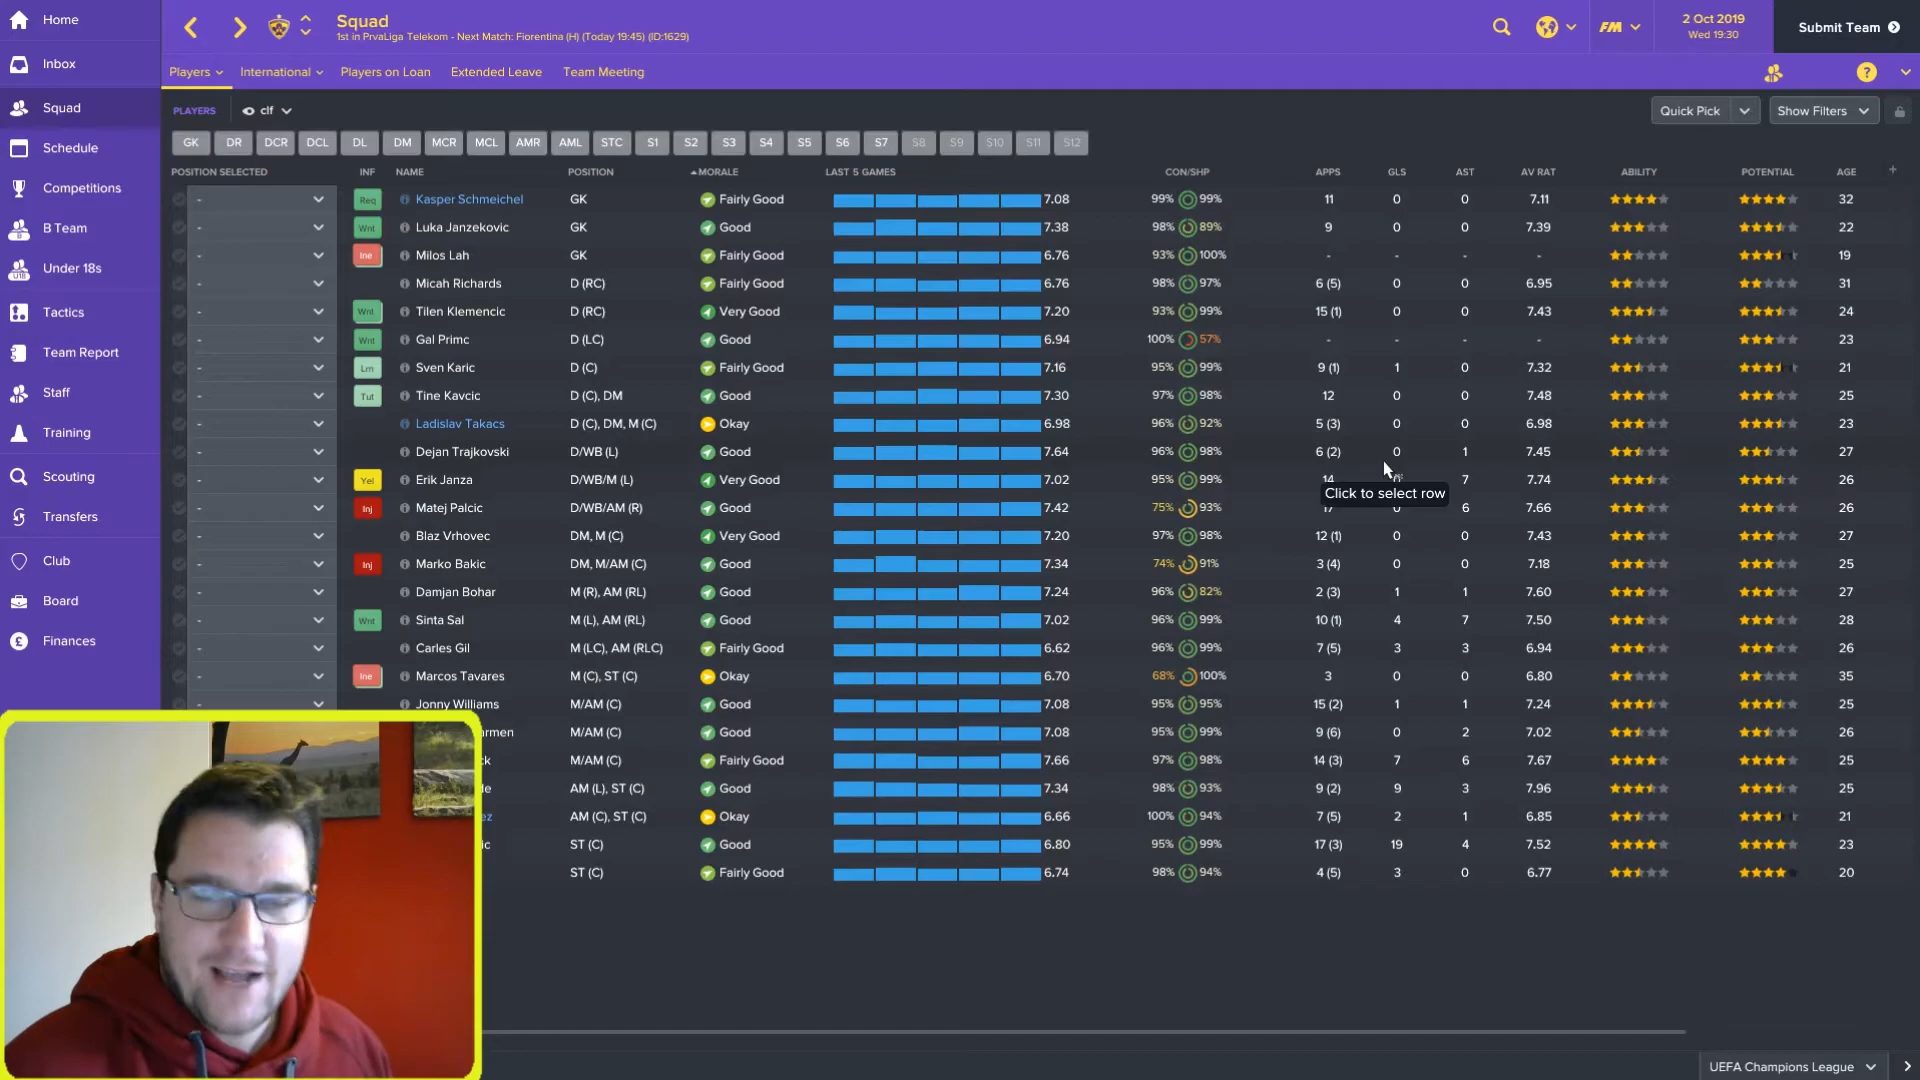 Home
Inbox
Squad
Schedule
Competitions
B Team
Under 18s
Tactics
Team Report
Staff
Training
Scouting
Transfers
Club
Board
Finances
Squad
1st in PrvaLiga Telekom - Next Match: Fiorentina (H) (Today 19:45) (ID:1629)
FM
2 Oct 2019
Wed 19:30
Submit Team
Players International Players on Loan Extended Leave Team Meeting
?
PLAYERS clf Quick Pick Show Filters
GK DR DCR DCL DL DM MCR MCL AMR AML STC S1 S2 S3 S4 S5 S6 S7 S8 S9 S10 S11 S12
POSITION SELECTED INF NAME POSITION MORALE LAST 5 GAMES CON/SHP APPS GLS AST AV RAT ABILITY POTENTIAL AGE +
- Req Kasper Schmeichel GK Fairly Good 7.08 99% 99% 11 0 0 7.11 32
- Wnt Luka Janzekovic GK Good 7.38 98% 89% 9 0 0 7.39 22
- Ine Milos Lah GK Fairly Good 6.76 93% 100% - - - - 19
- Micah Richards D (RC) Fairly Good 6.76 98% 97% 6 (5) 0 0 6.95 31
- Wnt Tilen Klemencic D (RC) Very Good 7.20 93% 99% 15 (1) 0 0 7.43 24
- Wnt Gal Primc D (LC) Good 6.94 100% 57% - - - - 23
- Lrn Sven Karic D (C) Fairly Good 7.16 95% 99% 9 (1) 1 0 7.32 21
- Tut Tine Kavcic D (C), DM Good 7.30 97% 98% 12 0 0 7.48 25
- Ladislav Takacs D (C), DM, M (C) Okay 6.98 96% 92% 5 (3) 0 0 6.98 23
- Dejan Trajkovski D/WB (L) Good 7.64 96% 98% 6 (2) 0 1 7.45 27
- Yel Erik Janza D/WB/M (L) Very Good 7.02 95% 99% 14 7 7.74 26
Click to select row
- Inj Matej Palcic D/WB/AM (R) Good 7.42 75% 93% 17 0 6 7.66 26
- Blaz Vrhovec DM, M (C) Very Good 7.20 97% 98% 12 (1) 0 0 7.43 27
- Inj Marko Bakic DM, M/AM (C) Good 7.34 74% 91% 3 (4) 0 0 7.18 25
- Damjan Bohar M (R), AM (RL) Good 7.24 96% 82% 2 (3) 1 1 7.60 27
- Wnt Sinta Sal M (L), AM (RL) Good 7.02 96% 99% 10 (1) 4 7 7.50 28
- Carles Gil M (LC), AM (RLC) Fairly Good 6.62 96% 99% 7 (5) 3 3 6.94 26
- Ine Marcos Tavares M (C), ST (C) Okay 6.70 68% 100% 3 0 0 6.80 35
- Jonny Williams M/AM (C) Good 7.08 95% 95% 15 (2) 1 1 7.24 25
armen M/AM (C) Good 7.08 95% 99% 9 (6) 0 2 7.02 26
ck M/AM (C) Fairly Good 7.66 97% 98% 14 (3) 7 6 7.67 25
de AM (L), ST (C) Good 7.34 98% 93% 9 (2) 9 3 7.96 25
ez AM (C), ST (C) Okay 6.66 100% 94% 7 (5) 2 1 6.85 21
ic ST (C) Good 6.80 95% 99% 17 (3) 19 4 7.52 23
ST (C) Fairly Good 6.74 98% 94% 4 (5) 3 0 6.77 20
UEFA Champions League